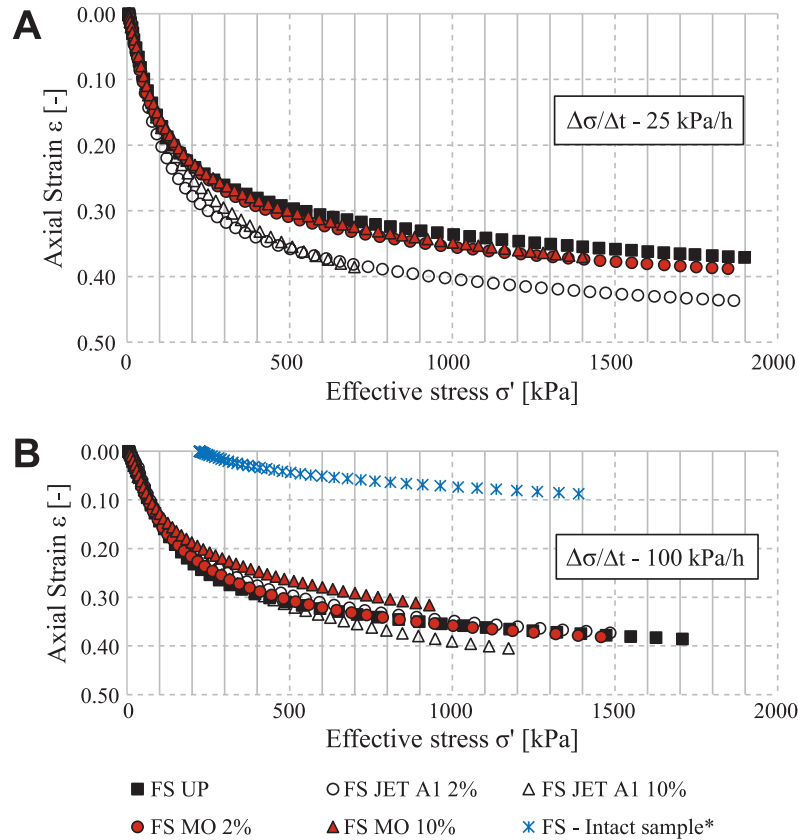 A
Axial Strain ε [-]
0.00
0.10
0.20
0.30
0.40
0.50
Δσ/Δt - 25 kPa/h
0 500 1000 1500 2000
Effective stress σ' [kPa]
B
Axial Strain ε [-]
0.00
0.10
0.20
0.30
0.40
0.50
Δσ/Δt - 100 kPa/h
0 500 1000 1500 2000
Effective stress σ' [kPa]
FS UP FS JET A1 2% FS JET A1 10%
FS MO 2% FS MO 10% FS - Intact sample*